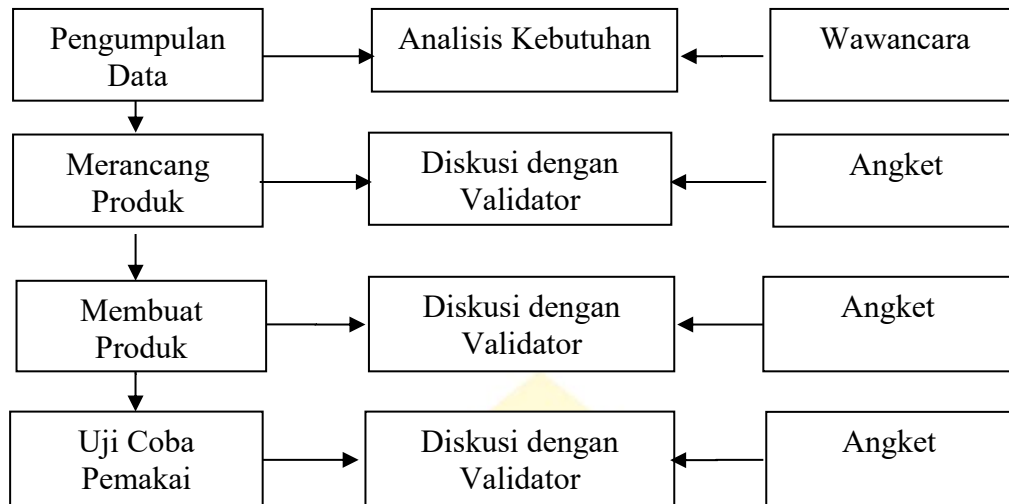 Pengumpulan
Data
Analisis Kebutuhan
Wawancara
Merancang
Produk
Diskusi dengan
Validator
Angket
Membuat
Produk
Diskusi dengan
Validator
Angket
Uji Coba
Pemakai
Diskusi dengan
Validator
Angket